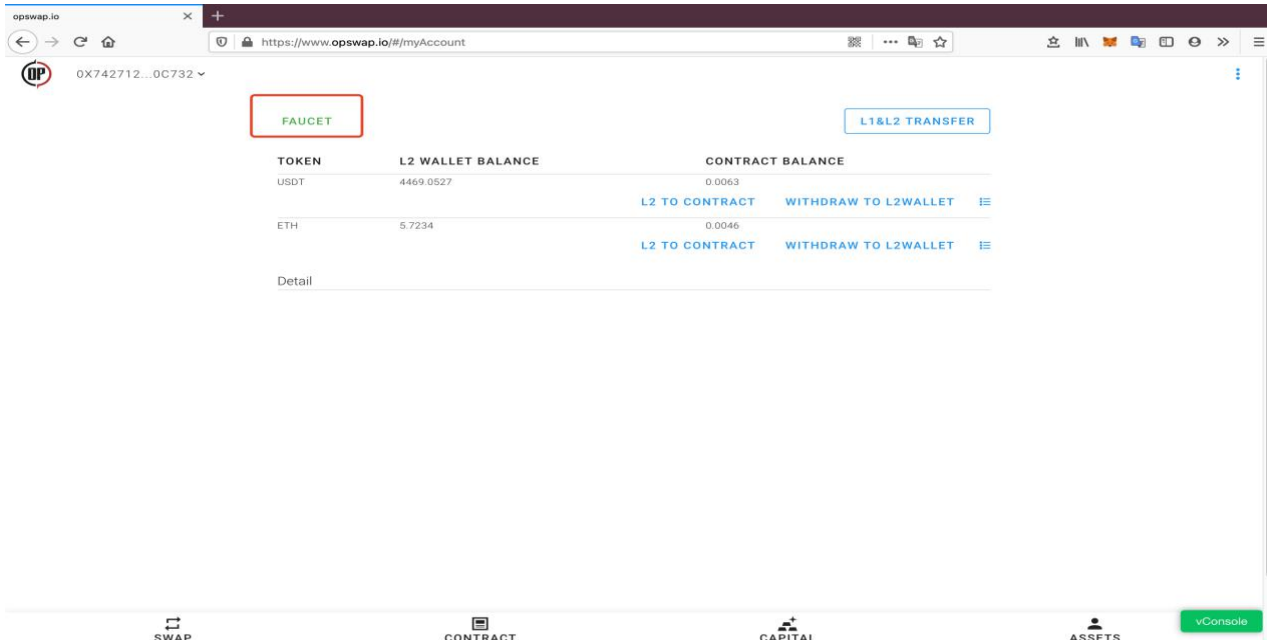 opswap.io
https://www.opswap.io/#/myAccount
OP
0X742712...0C732
FAUCET
L1&L2 TRANSFER
TOKEN L2 WALLET BALANCE CONTRACT BALANCE
USDT 4469.0527 0.0063
L2 TO CONTRACT WITHDRAW TO L2WALLET
ETH 5.7234 0.0046
L2 TO CONTRACT WITHDRAW TO L2WALLET
Detail
SWAP CONTRACT CAPITAL ASSETS
vConsole